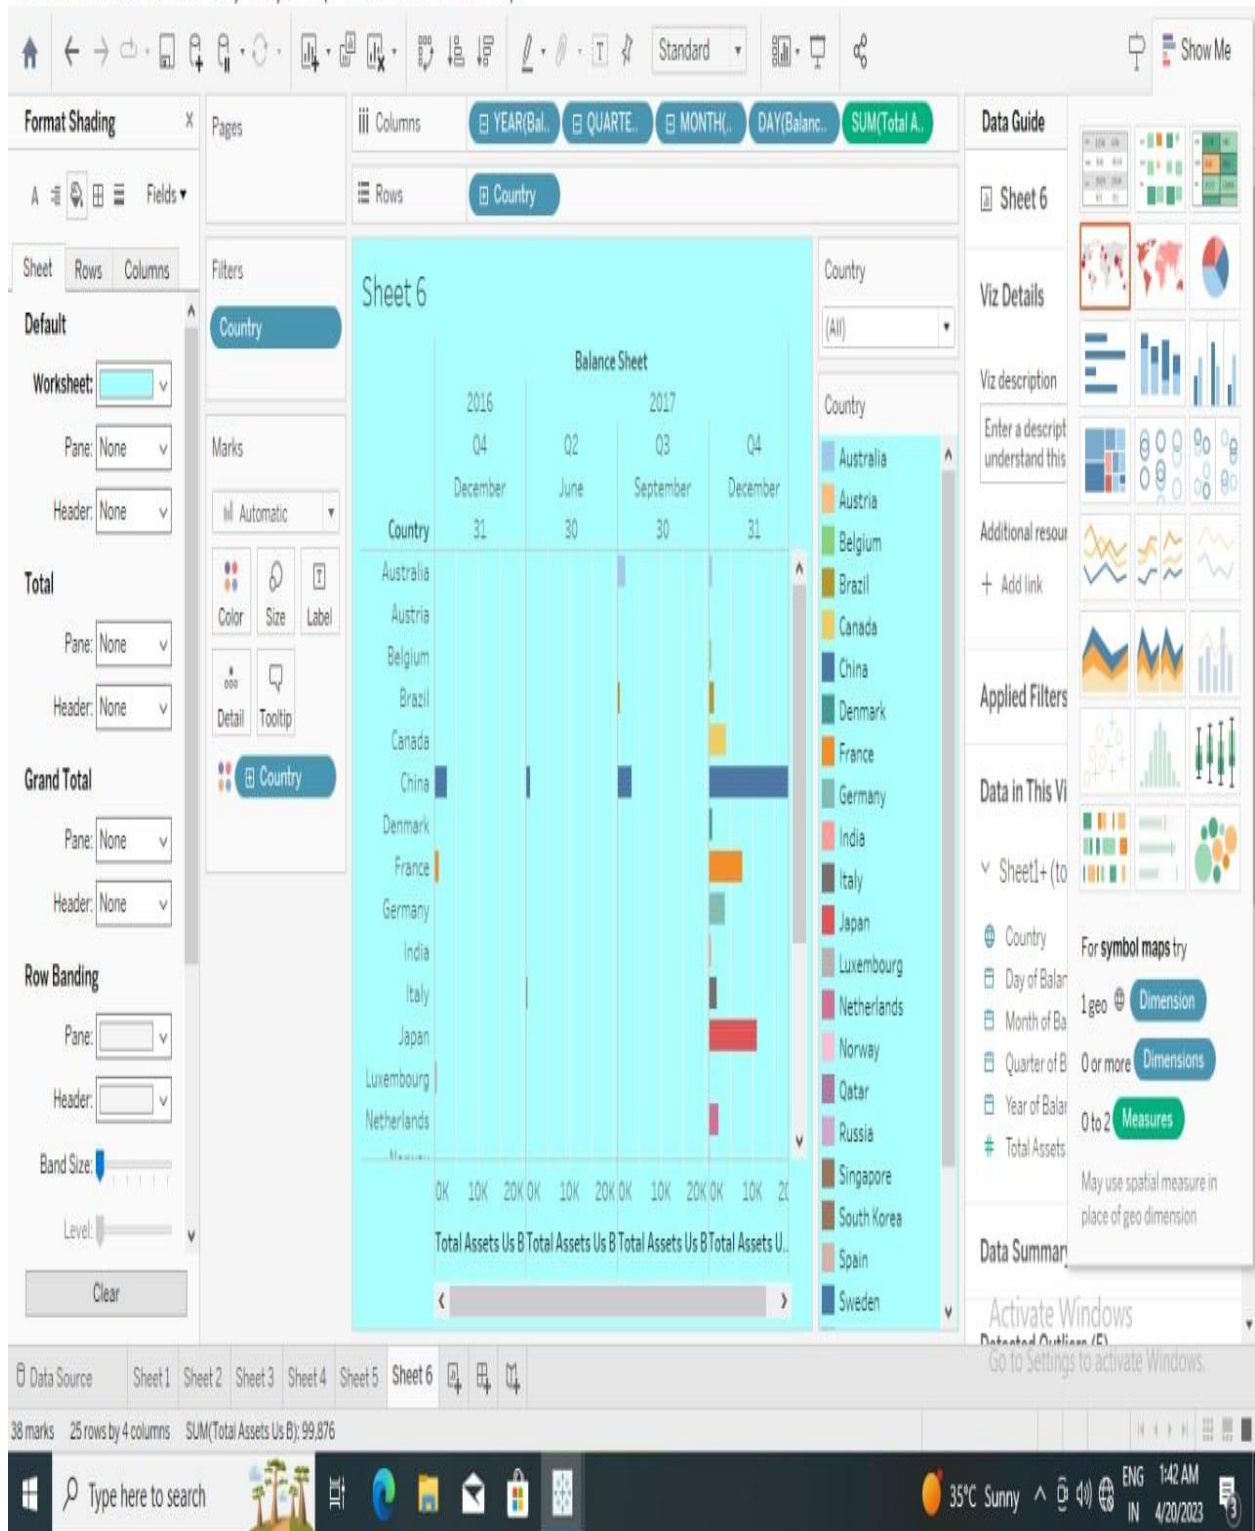 Standard
Show Me
Format Shading
Fields
Sheet
Rows
Columns
Default
Worksheet:
Pane: None
Header: None
Total
Pane: None
Header: None
Grand Total
Pane: None
Header: None
Row Banding
Pane:
Header:
Band Size:
Level:
Clear
Pages
Filters
Country
Marks
Automatic
Color Size Label
Detail Tooltip
Country
Columns YEAR(Bal.. QUARTE.. MONTH(.. DAY(Balanc.. SUM(Total A..
Rows Country
Sheet 6
Balance Sheet
2016 2017
Q4 Q2 Q3 Q4
December June September December
Country 31 30 30 31
Australia
Austria
Belgium
Brazil
Canada
China
Denmark
France
Germany
India
Italy
Japan
Luxembourg
Netherlands
Norway
0K 10K 20K 0K 10K 20K 0K 10K 20K 0K 10K 20
Total Assets Us B Total Assets Us B Total Assets Us B Total Assets U..
Country
(All)
Country
Australia
Austria
Belgium
Brazil
Canada
China
Denmark
France
Germany
India
Italy
Japan
Luxembourg
Netherlands
Norway
Qatar
Russia
Singapore
South Korea
Spain
Sweden
Data Guide
Sheet 6
Viz Details
Viz description
Enter a descript
understand this
Additional resour
+ Add link
Applied Filters
Data in This Vi
Sheet1+ (to
Country
Day of Balan
Month of Ba
Quarter of B
Year of Balan
Total Assets
Data Summary
Detected Outliers (5)
For symbol maps try
1 geo Dimension
0 or more Dimensions
0 to 2 Measures
May use spatial measure in
place of geo dimension
Activate Windows
Go to Settings to activate Windows.
Data Source Sheet 1 Sheet 2 Sheet 3 Sheet 4 Sheet 5 Sheet 6
38 marks 25 rows by 4 columns SUM(Total Assets Us B): 99,876
Type here to search
35°C Sunny
ENG
IN
1:42 AM
4/20/2023
3